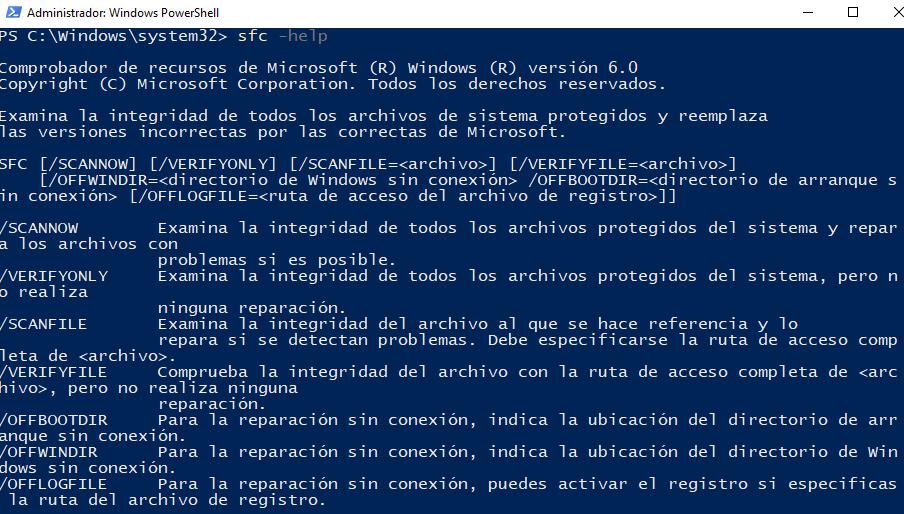 Administrador: Windows PowerShell
PS C:\Windows\system32> sfc -help
Comprobador de recursos de Microsoft (R) Windows (R) versión 6.0
Copyright (C) Microsoft Corporation. Todos los derechos reservados.
Examina la integridad de todos los archivos de sistema protegidos y reemplaza
las versiones incorrectas por las correctas de Microsoft.
SFC [/SCANNOW] [/VERIFYONLY] [/SCANFILE=<archivo>] [/VERIFYFILE=<archivo>]
[/OFFWINDIR=<directorio de Windows sin conexión> /OFFBOOTDIR=<directorio de arranque s
in conexión> [/OFFLOGFILE=<ruta de acceso del archivo de registro>]]
/SCANNOW Examina la integridad de todos los archivos protegidos del sistema y repar
a los archivos con
problemas si es posible.
/VERIFYONLY Examina la integridad de todos los archivos protegidos del sistema, pero n
o realiza
ninguna reparación.
/SCANFILE Examina la integridad del archivo al que se hace referencia y lo
repara si se detectan problemas. Debe especificarse la ruta de acceso comp
leta de <archivo>.
/VERIFYFILE Comprueba la integridad del archivo con la ruta de acceso completa de <arc
hivo>, pero no realiza ninguna
reparación.
/OFFBOOTDIR Para la reparación sin conexión, indica la ubicación del directorio de arr
anque sin conexión.
/OFFWINDIR Para la reparación sin conexión, indica la ubicación del directorio de Win
dows sin conexión.
/OFFLOGFILE Para la reparación sin conexión, puedes activar el registro si especificas
la ruta del archivo de registro.